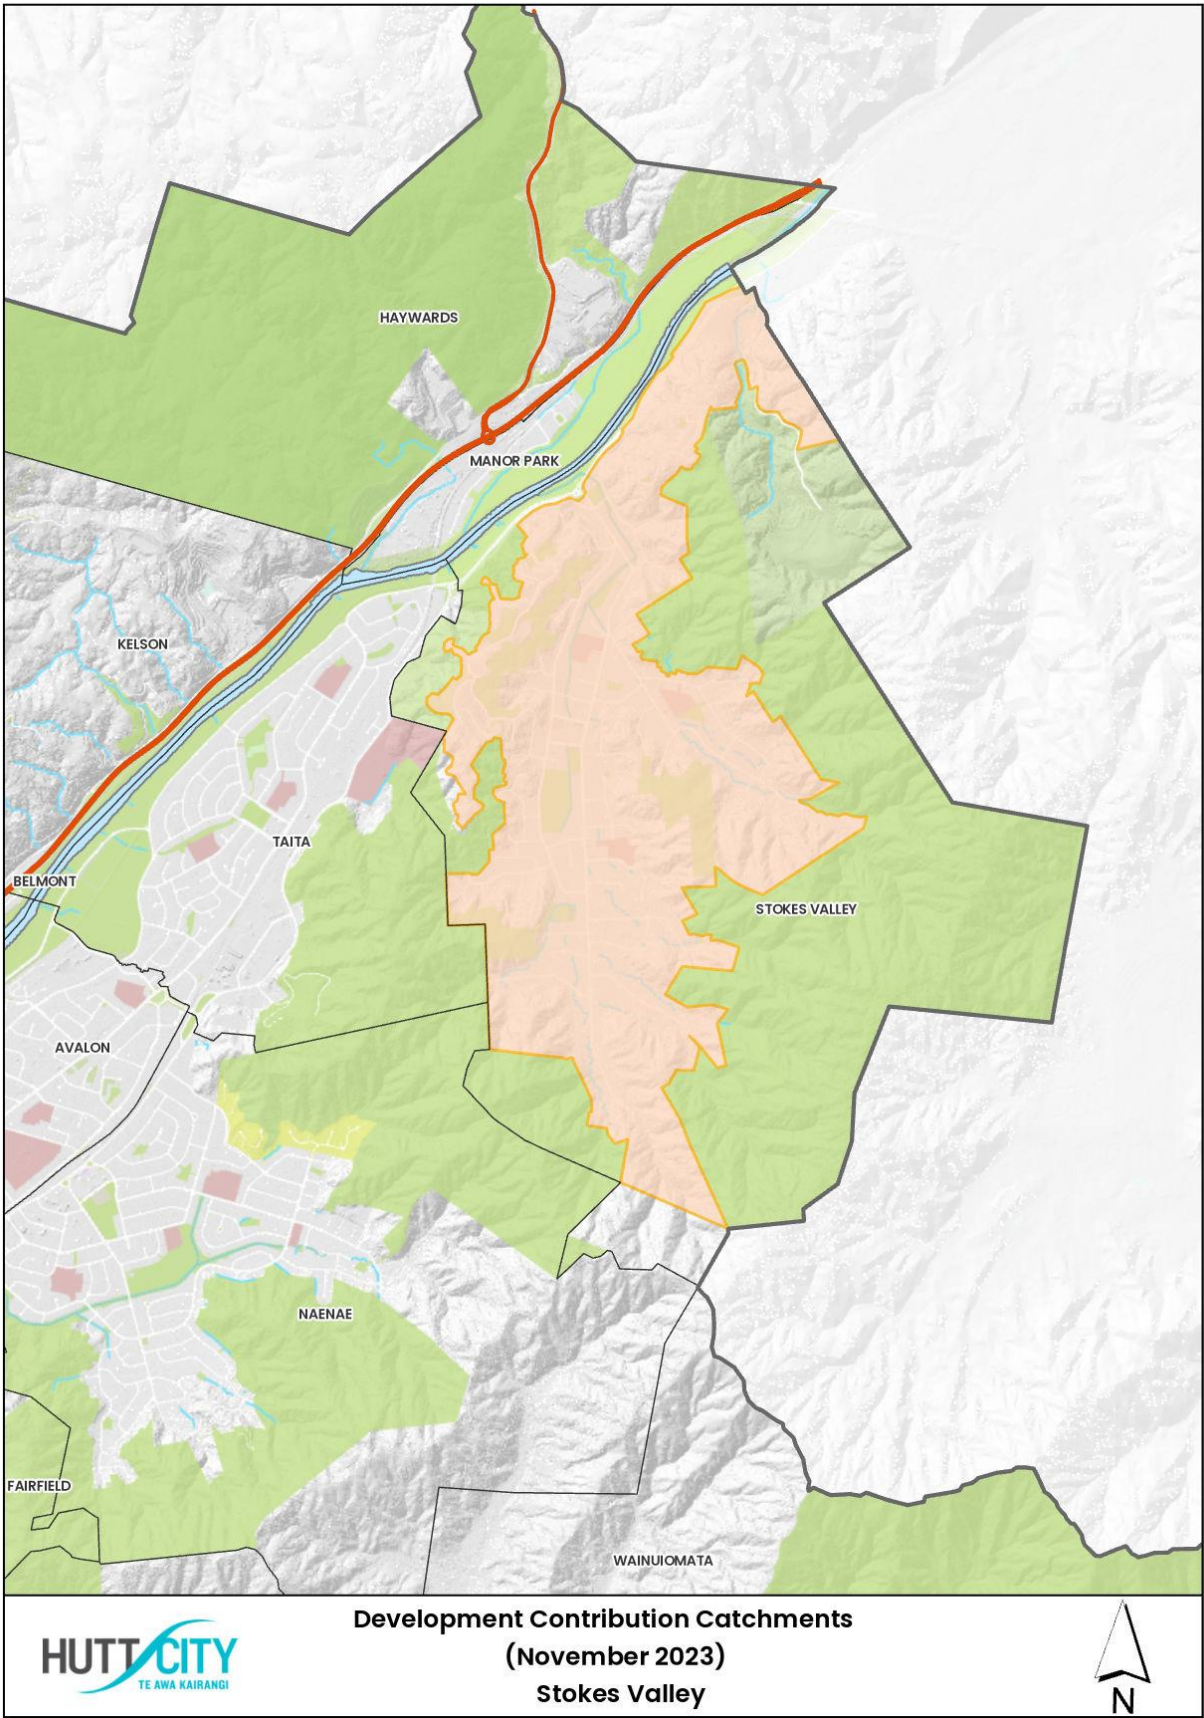 HAYWARDS
MANOR PARK
KELSON
TAITA
BELMONT
STOKES VALLEY
AVALON
NAENAE
FAIRFIELD
WAINUIOMATA
HUTT CITY
TE AWA KAIRANGI
Development Contribution Catchments
(November 2023)
Stokes Valley
N